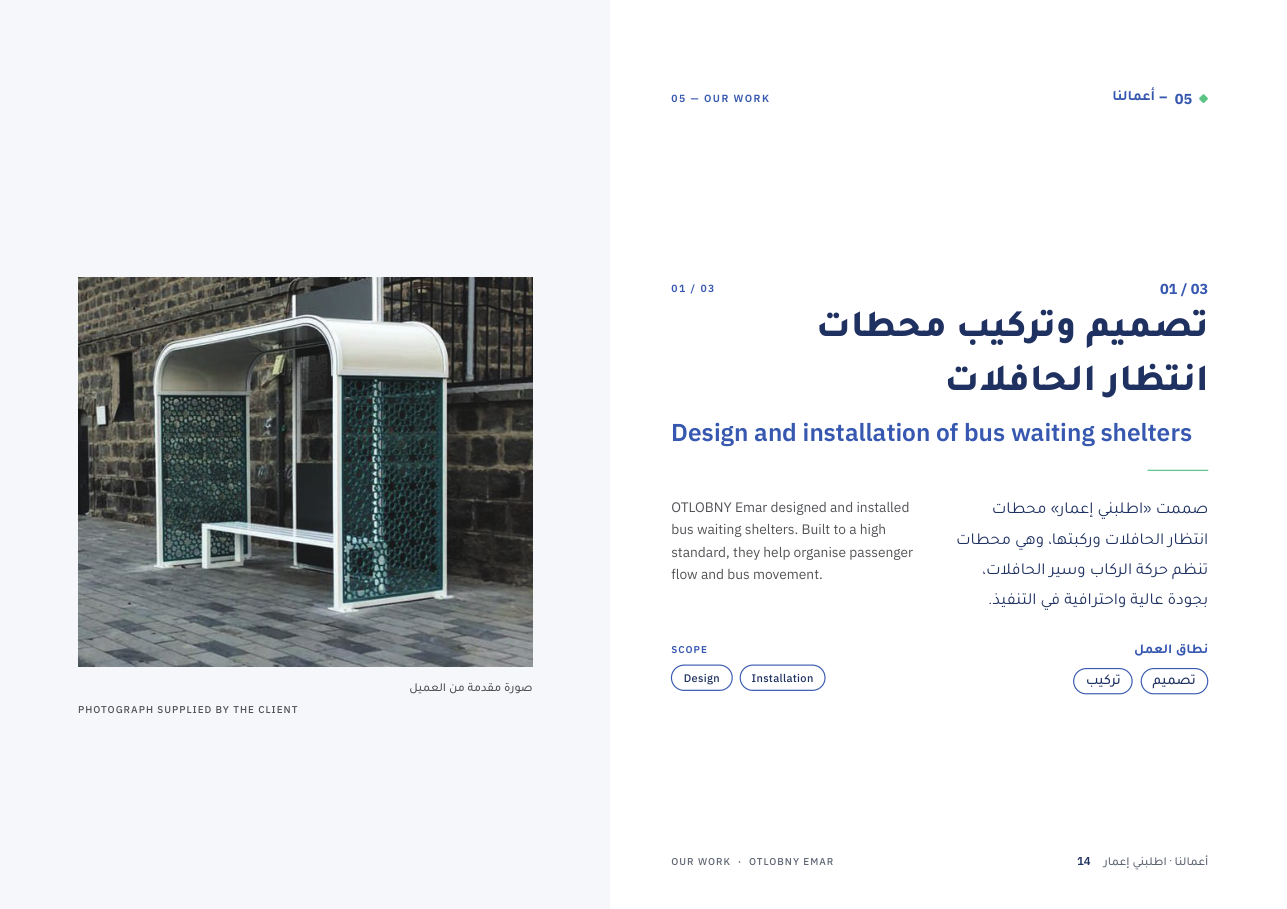 05 — OUR WORK
05 – أعمالنا
01 / 03
01 / 03
تصميم وتركيب محطات
انتظار الحافلات
Design and installation of bus waiting shelters
صممت «اطلبني إعمار» محطات
انتظار الحافلات وركبتها، وهي محطات
تنظم حركة الركاب وسير الحافلات،
بجودة عالية واحترافية في التنفيذ.
OTLOBNY Emar designed and installed
bus waiting shelters. Built to a high
standard, they help organise passenger
flow and bus movement.
نطاق العمل
تصميم
تركيب
SCOPE
Design
Installation
صورة مقدمة من العميل
PHOTOGRAPH SUPPLIED BY THE CLIENT
OUR WORK · OTLOBNY EMAR
أعمالنا · اطلبني إعمار 14